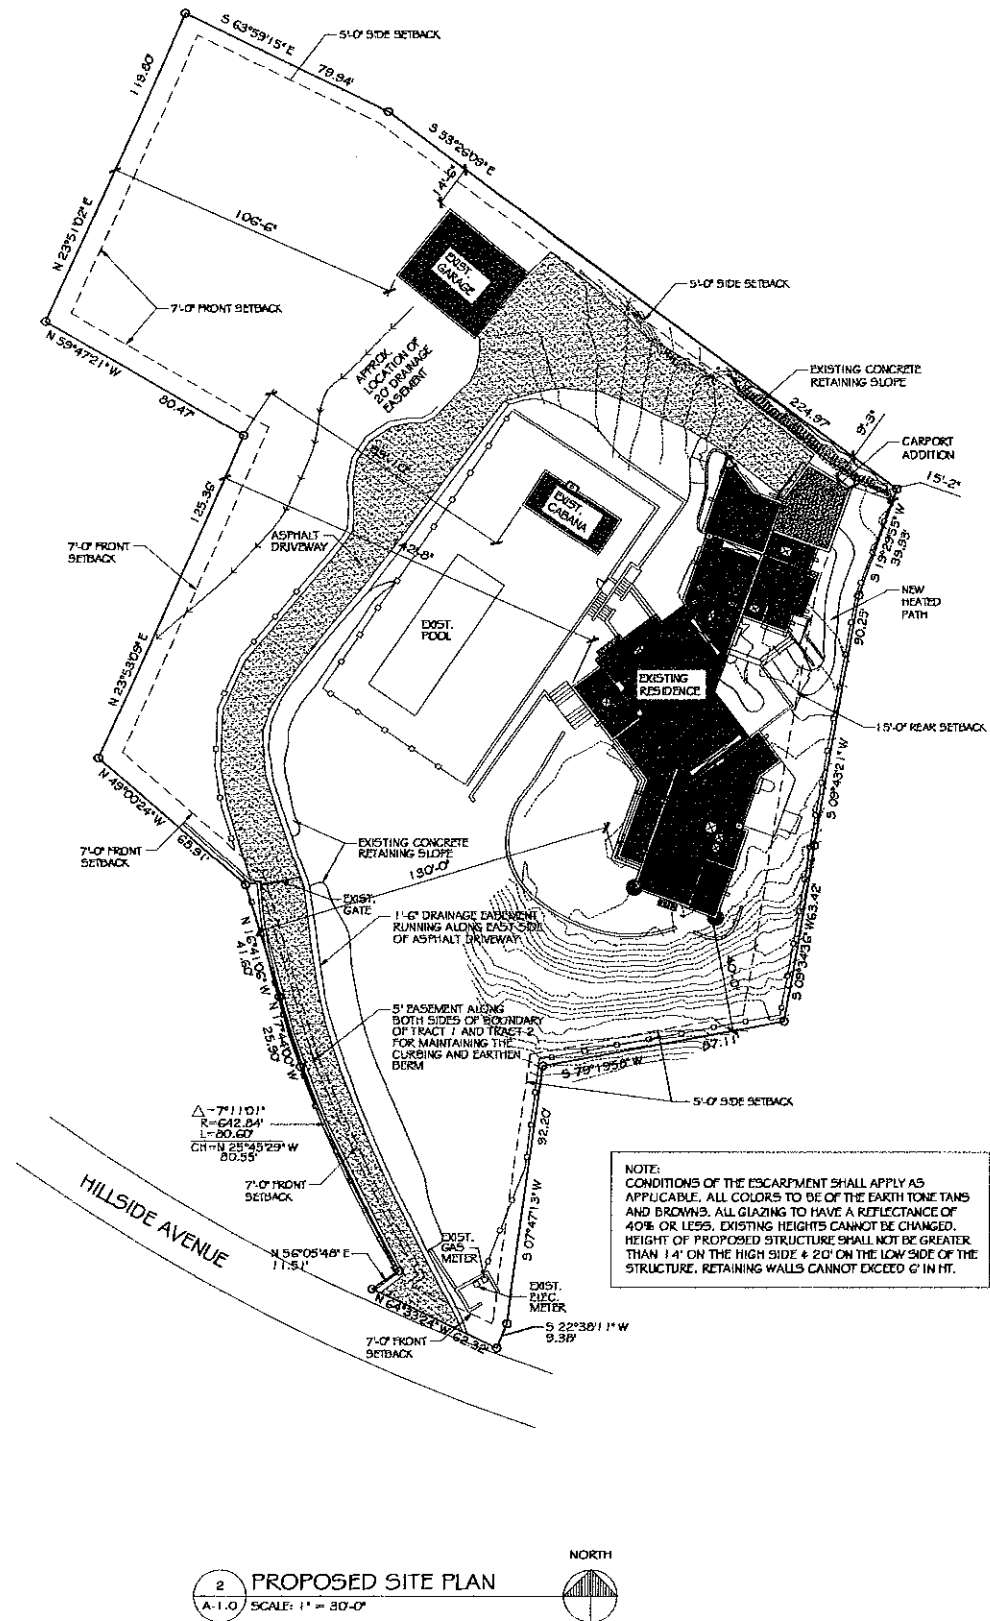 S 63°59'15" E
79.94'
5'-0" SIDE SETBACK
119.80'
N 23°51'02" E
S 53°26'09" E
14'-6"
106'-6"
EXIST.
GARAGE
7'-0" FRONT SETBACK
5'-0" SIDE SETBACK
N 59°47'21" W
80.47'
APPROX.
LOCATION OF
20' DRAINAGE
EASEMENT
EXISTING CONCRETE
RETAINING SLOPE
224.97'
9'-3"
CARPORT
ADDITION
15'-2"
125.36'
EXIST.
CABANA
ASPHALT
DRIVEWAY
S 19°29'55" W
90.25'
NEW
HEATED
PATH
7'-0" FRONT
SETBACK
EXIST.
POOL
N 23°53'09" E
EXISTING
RESIDENCE
15'-0" REAR SETBACK
S 09°43'21" W
N 49°00'24" W
68.91'
7'-0" FRONT
SETBACK
EXISTING CONCRETE
RETAINING SLOPE
130'-0"
EXIST.
GATE
1'-6" DRAINAGE EASEMENT
RUNNING ALONG EAST SIDE
OF ASPHALT DRIVEWAY
S 09°34'36" W 63.42'
N 16°41'06" W
41.60'
N 17°44'00" W
25.90'
5' EASEMENT ALONG
BOTH SIDES OF BOUNDARY
OF TRACT 1 AND TRACT 2
FOR MAINTAINING THE
CURBING AND EARTHEN
BERM
S 79°19'58" W
87.11'
5'-0" SIDE SETBACK
△=7°11'01"
R=642.84'
L=80.60'
CH=N 25°45'29" W
80.55'
92.20'
S 07°47'13" W
7'-0" FRONT
SETBACK
HILLSIDE AVENUE
N 56°05'48" E
11.51'
EXIST.
GAS
METER
EXIST.
ELEC.
METER
N 64°33'24" W 62.32'
7'-0" FRONT
SETBACK
S 22°38'11" W
9.38'
NOTE:
CONDITIONS OF THE ESCARPMENT SHALL APPLY AS
APPLICABLE. ALL COLORS TO BE OF THE EARTH TONE TANS
AND BROWNS. ALL GLAZING TO HAVE A REFLECTANCE OF
40% OR LESS. EXISTING HEIGHTS CANNOT BE CHANGED.
HEIGHT OF PROPOSED STRUCTURE SHALL NOT BE GREATER
THAN 14' ON THE HIGH SIDE & 20' ON THE LOW SIDE OF THE
STRUCTURE. RETAINING WALLS CANNOT EXCEED 6' IN HT.
NORTH
2
A-1.0
PROPOSED SITE PLAN
SCALE: 1" = 30'-0"